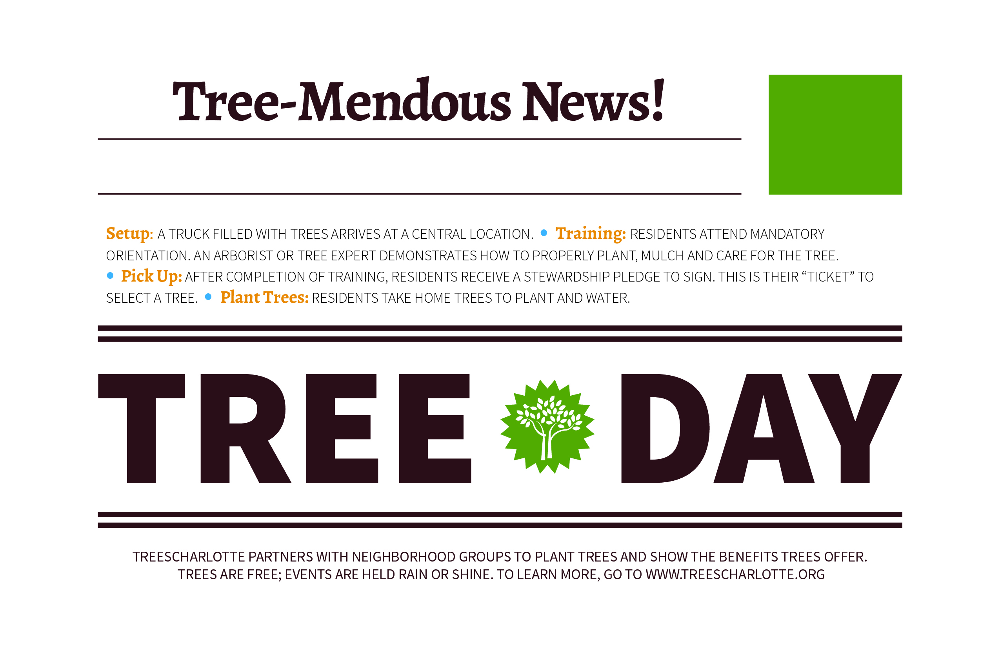 Tree-Mendous News!
Setup: A TRUCK FILLED WITH TREES ARRIVES AT A CENTRAL LOCATION. • Training: RESIDENTS ATTEND MANDATORY
ORIENTATION. AN ARBORIST OR TREE EXPERT DEMONSTRATES HOW TO PROPERLY PLANT, MULCH AND CARE FOR THE TREE.
• Pick Up: AFTER COMPLETION OF TRAINING, RESIDENTS RECEIVE A STEWARDSHIP PLEDGE TO SIGN. THIS IS THEIR “TICKET” TO
SELECT A TREE. • Plant Trees: RESIDENTS TAKE HOME TREES TO PLANT AND WATER.
TREE DAY
TREESCHARLOTTE PARTNERS WITH NEIGHBORHOOD GROUPS TO PLANT TREES AND SHOW THE BENEFITS TREES OFFER.
TREES ARE FREE; EVENTS ARE HELD RAIN OR SHINE. TO LEARN MORE, GO TO WWW.TREESCHARLOTTE.ORG